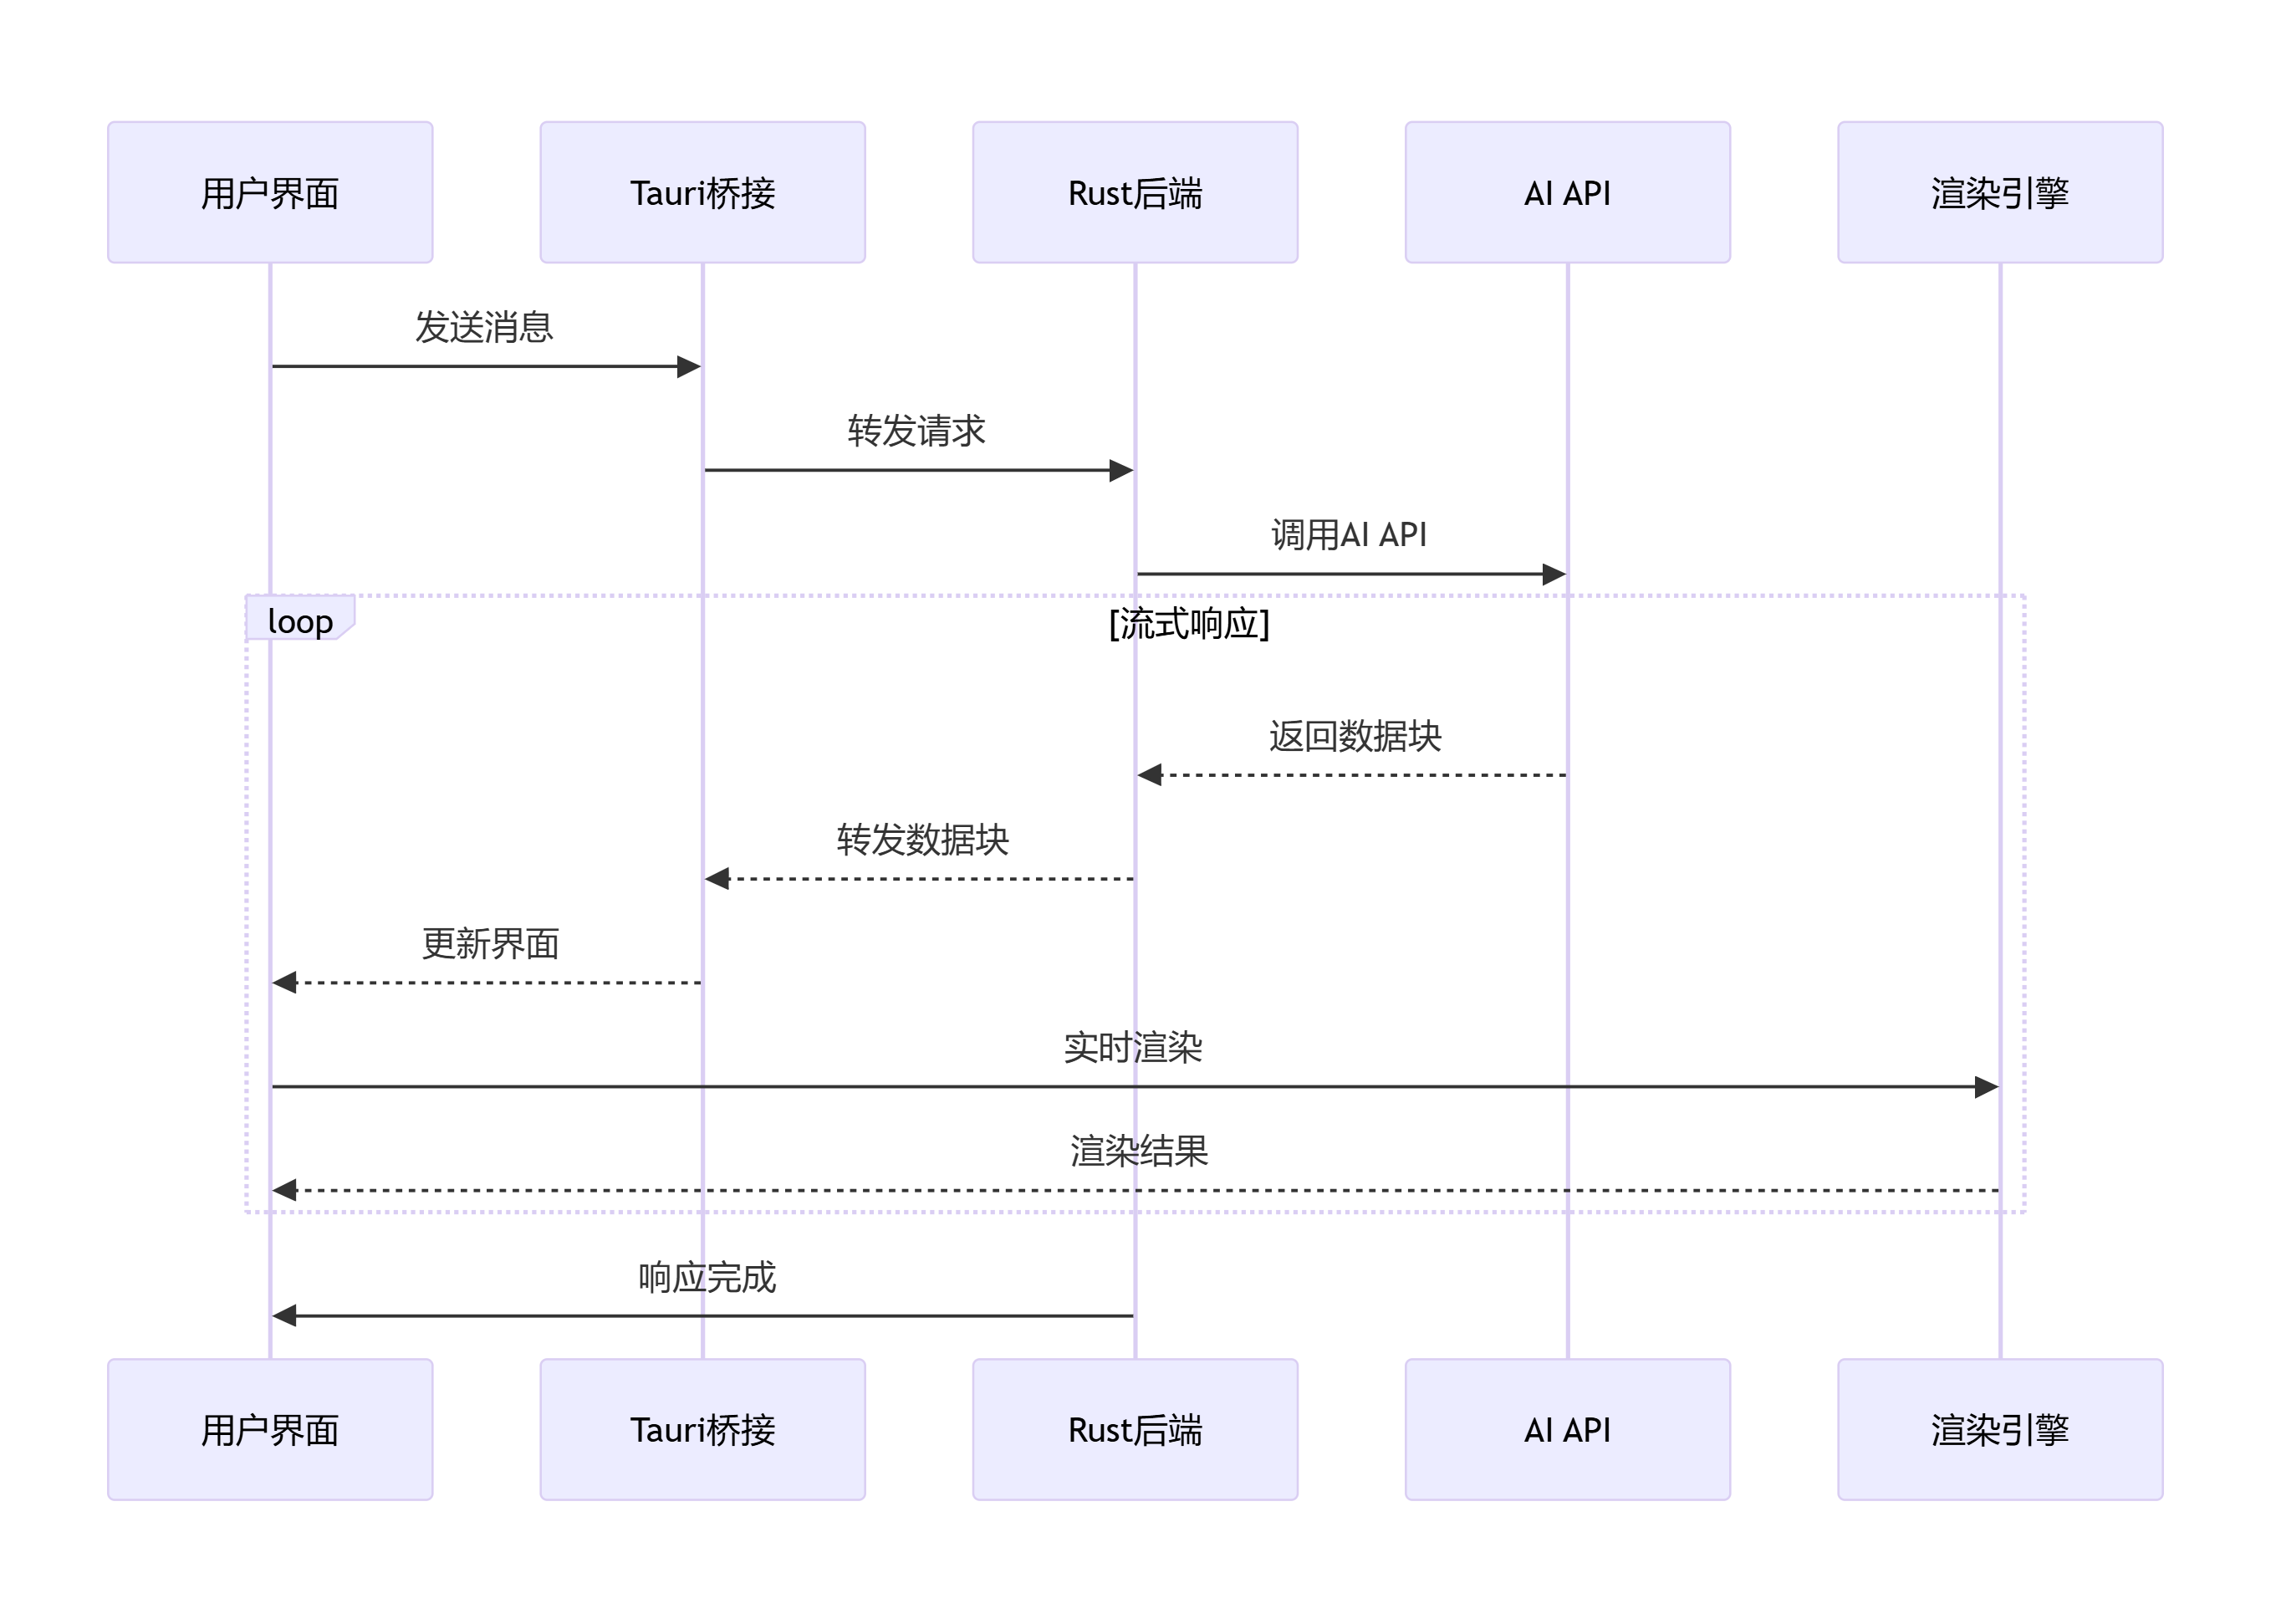 用户界面
Tauri桥接
Rust后端
AI API
渲染引擎
发送消息
转发请求
调用AI API
loop
[流式响应]
返回数据块
转发数据块
更新界面
实时渲染
渲染结果
响应完成
用户界面
Tauri桥接
Rust后端
AI API
渲染引擎